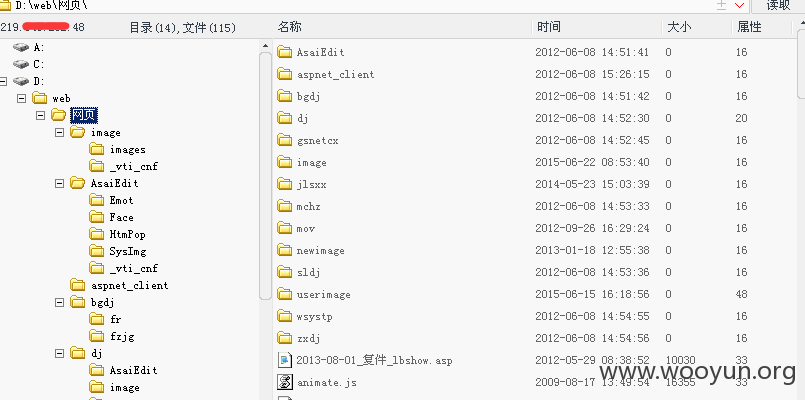 D:\web\网页\
读取
219. 48
目录(14),文件(115)
名称 时间 大小 属性
A:
C:
D:
web
网页
image
images
_vti_cnf
AsaiEdit
Emot
Face
HtmPop
SysImg
_vti_cnf
aspnet_client
bgdj
fr
fzjg
dj
AsaiEdit
image
AsaiEdit 2012-06-08 14:51:41 0 16
aspnet_client 2012-06-08 15:26:15 0 16
bgdj 2012-06-08 14:51:42 0 16
dj 2012-06-08 14:52:30 0 20
gsnetcx 2012-06-08 14:52:45 0 16
image 2015-06-22 08:53:40 0 16
jlsxx 2014-05-23 15:03:39 0 16
mchz 2012-06-08 14:53:33 0 16
mov 2012-09-26 16:29:24 0 16
newimage 2013-01-18 12:55:38 0 16
sldj 2012-06-08 14:53:36 0 16
userimage 2015-06-15 16:18:56 0 48
wsystp 2012-06-08 14:54:55 0 16
zxdj 2012-06-08 14:54:56 0 16
2013-08-01_复件_lbshow.asp 2012-05-29 08:38:52 10030 33
animate.js 2009-08-17 13:49:54 16355 33
www.wooyun.org